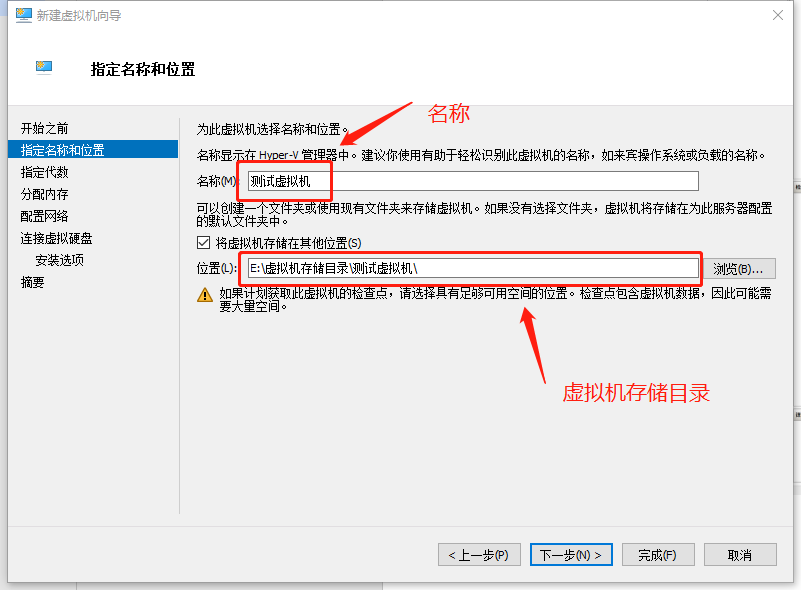 新建虚拟机向导
指定名称和位置
开始之前
指定名称和位置
指定代数
分配内存
配置网络
连接虚拟硬盘
安装选项
摘要
名称
为此虚拟机选择名称和位置。
名称显示在 Hyper-V 管理器中。建议你使用有助于轻松识别此虚拟机的名称，如来宾操作系统或负载的名称。
名称(M): 测试虚拟机
可以创建一个文件夹或使用现有文件夹来存储虚拟机。如果没有选择文件夹，虚拟机将存储在为此服务器配置
的默认文件夹中。
将虚拟机存储在其他位置(S)
位置(L): E:\虚拟机存储目录\测试虚拟机\ 浏览(B)...
如果计划获取此虚拟机的检查点，请选择具有足够可用空间的位置。检查点包含虚拟机数据，因此可能需
要大量空间。
虚拟机存储目录
< 上一步(P) 下一步(N) > 完成(F) 取消